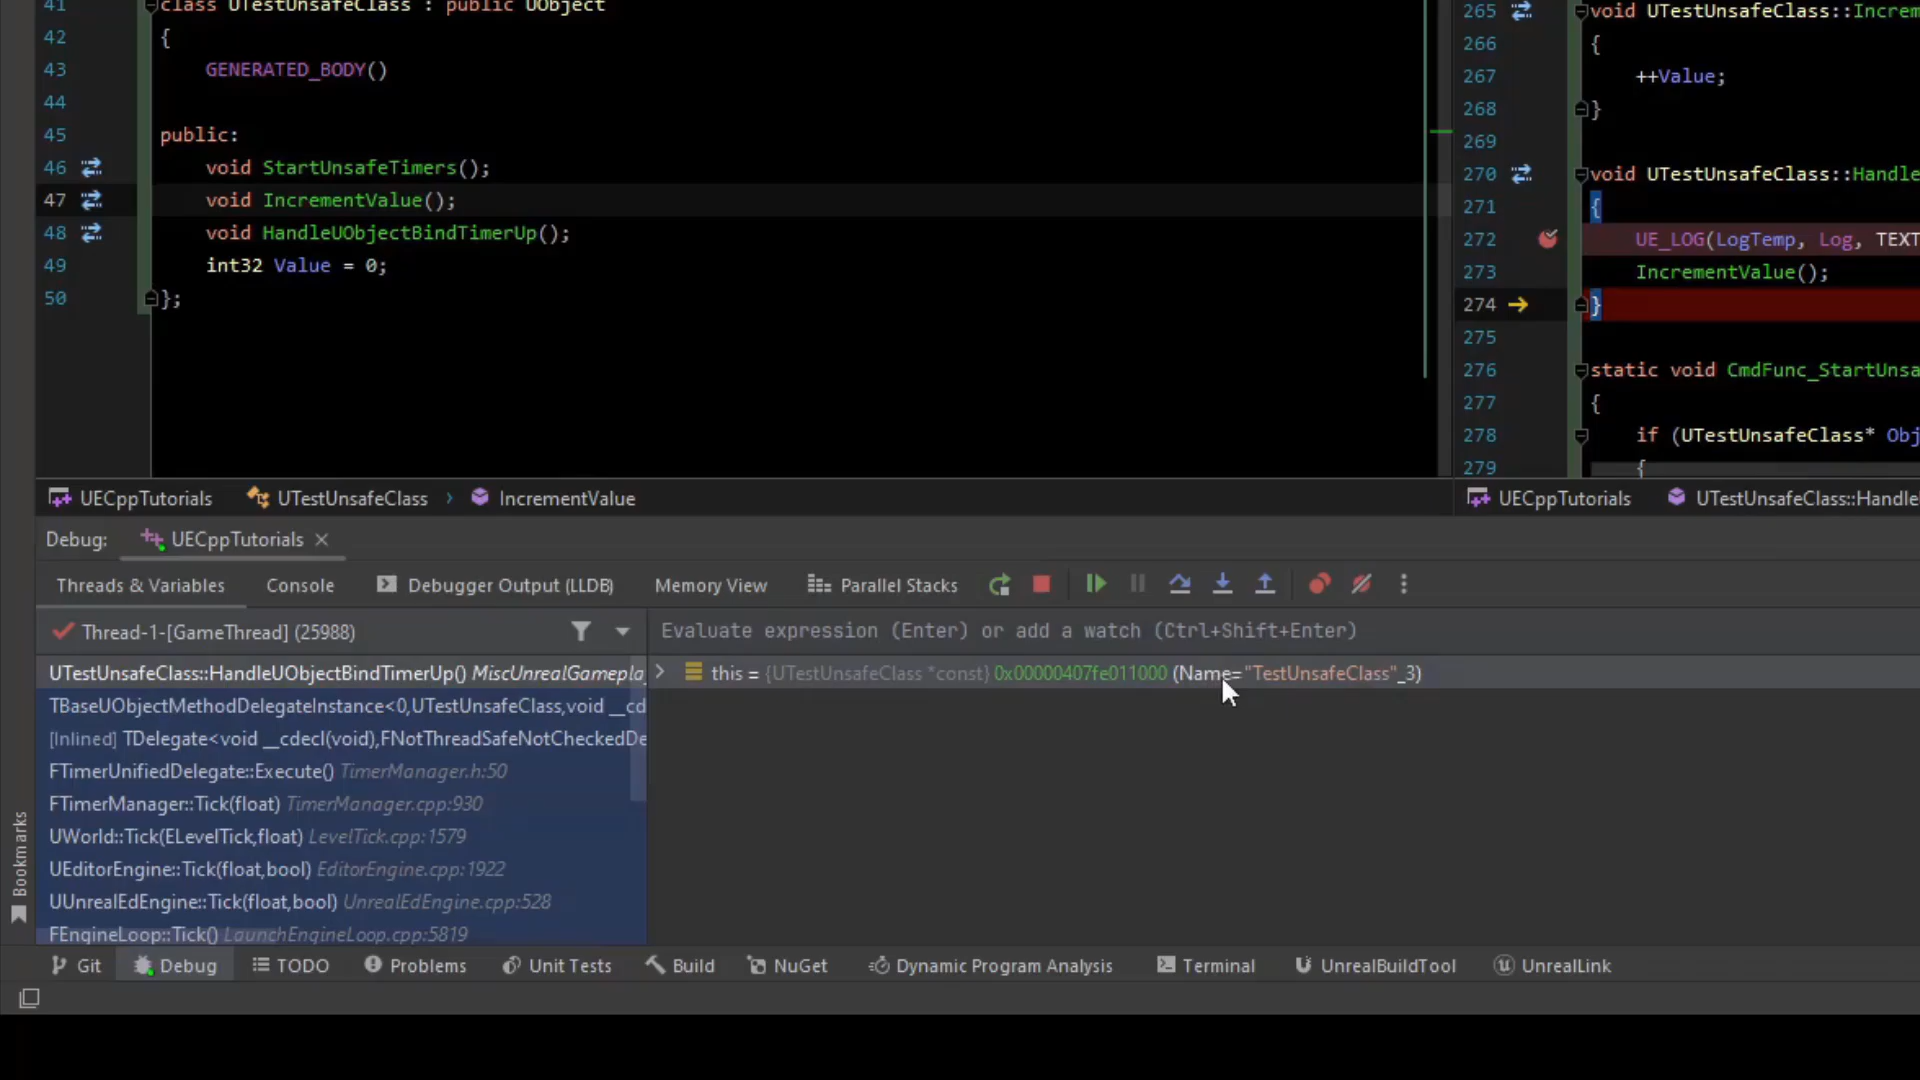 41 class UTestUnsafeClass : public UObject
42 {
43 GENERATED_BODY()
44
45 public:
46 void StartUnsafeTimers();
47 void IncrementValue();
48 void HandleUObjectBindTimerUp();
49 int32 Value = 0;
50 };
265 void UTestUnsafeClass::Increm
266 {
267 ++Value;
268 }
269
270 void UTestUnsafeClass::Handle
271 {
272 UE_LOG(LogTemp, Log, TEXT
273 IncrementValue();
274 }
275
276 static void CmdFunc_StartUnsa
277 {
278 if (UTestUnsafeClass* Obj
279 {
UECppTutorials UTestUnsafeClass › IncrementValue
UECppTutorials UTestUnsafeClass::Handle
Debug: UECppTutorials ×
Threads & Variables Console Debugger Output (LLDB) Memory View Parallel Stacks
Thread-1-[GameThread] (25988)
Evaluate expression (Enter) or add a watch (Ctrl+Shift+Enter)
UTestUnsafeClass::HandleUObjectBindTimerUp() MiscUnrealGamepla
this = {UTestUnsafeClass *const} 0x00000407fe011000 (Name="TestUnsafeClass"_3)
TBaseUObjectMethodDelegateInstance<0,UTestUnsafeClass,void __cd
[Inlined] TDelegate<void __cdecl(void),FNotThreadSafeNotCheckedDe
FTimerUnifiedDelegate::Execute() TimerManager.h:50
FTimerManager::Tick(float) TimerManager.cpp:930
UWorld::Tick(ELevelTick,float) LevelTick.cpp:1579
UEditorEngine::Tick(float,bool) EditorEngine.cpp:1922
UUnrealEdEngine::Tick(float,bool) UnrealEdEngine.cpp:528
FEngineLoop::Tick() LaunchEngineLoop.cpp:5819
Bookmarks
Git Debug TODO Problems Unit Tests Build NuGet Dynamic Program Analysis Terminal UnrealBuildTool UnrealLink